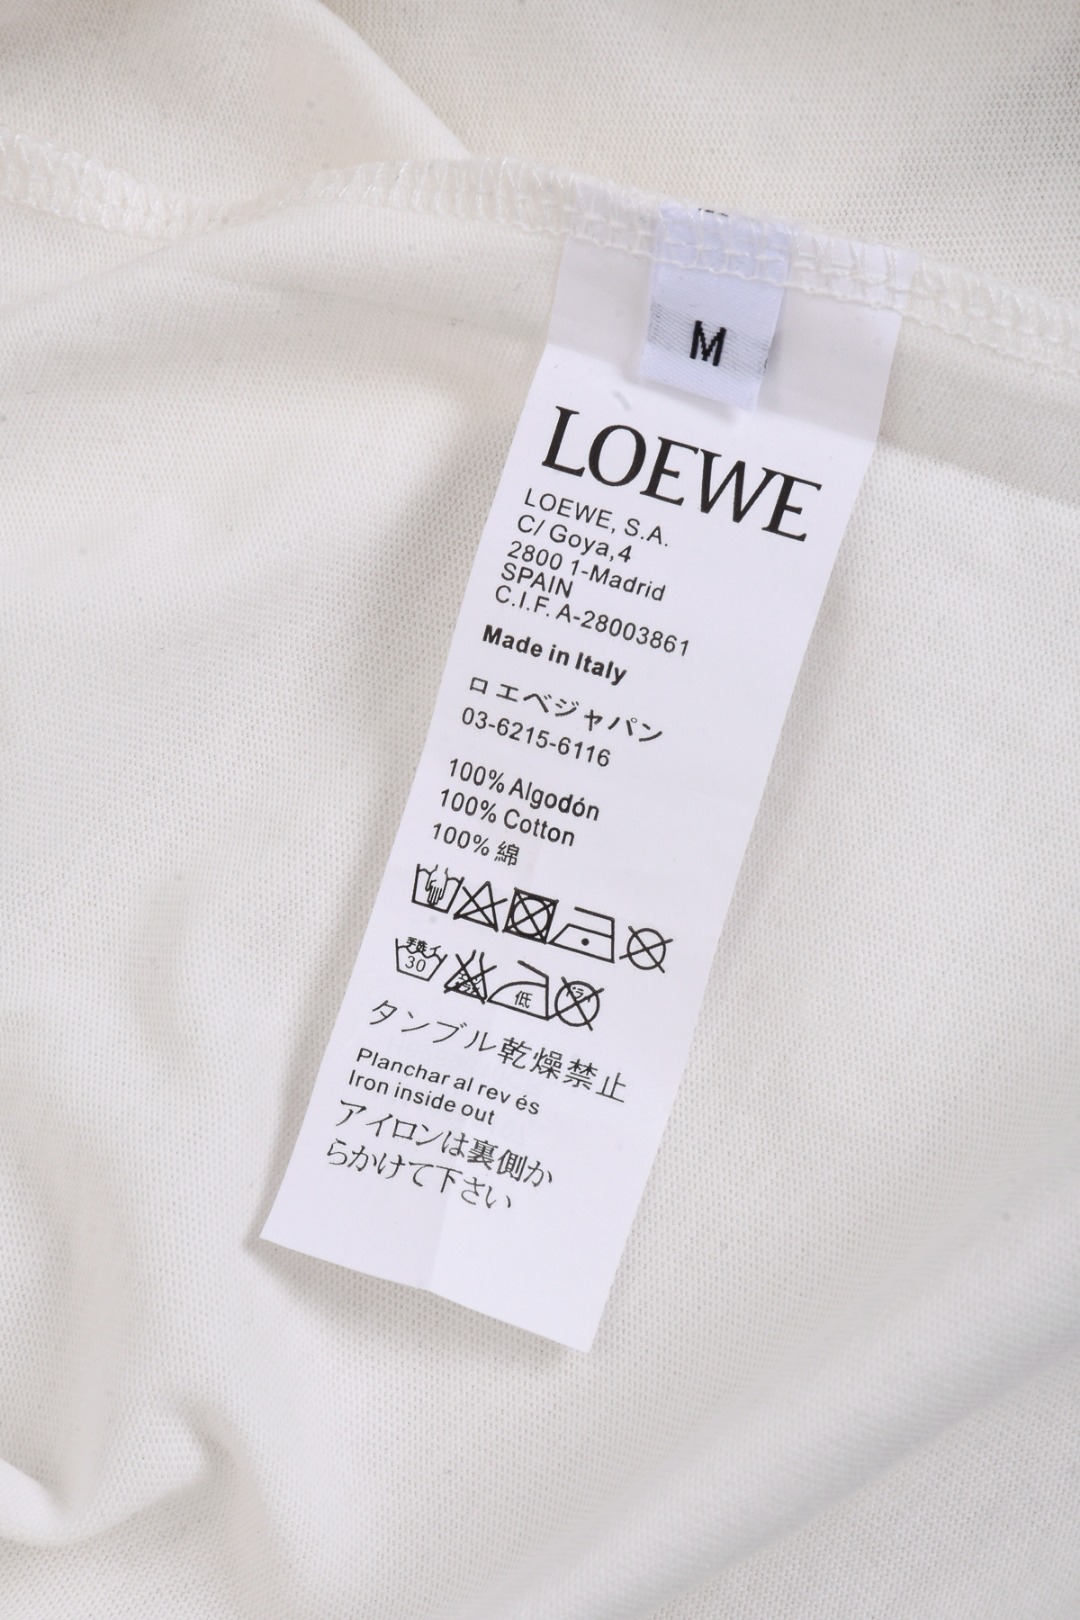 M
LOEWE
LOEWE, S.A.
C/ Goya,4
2800 1-Madrid
SPAIN
C.I.F. A-28003861
Made in Italy
ロエベジャパン
03-6215-6116
100% Algodón
100% Cotton
100% 綿
30
低
タンブル乾燥禁止
Planchar al rev és
Iron inside out
アイロンは裏側か
らかけて下さい